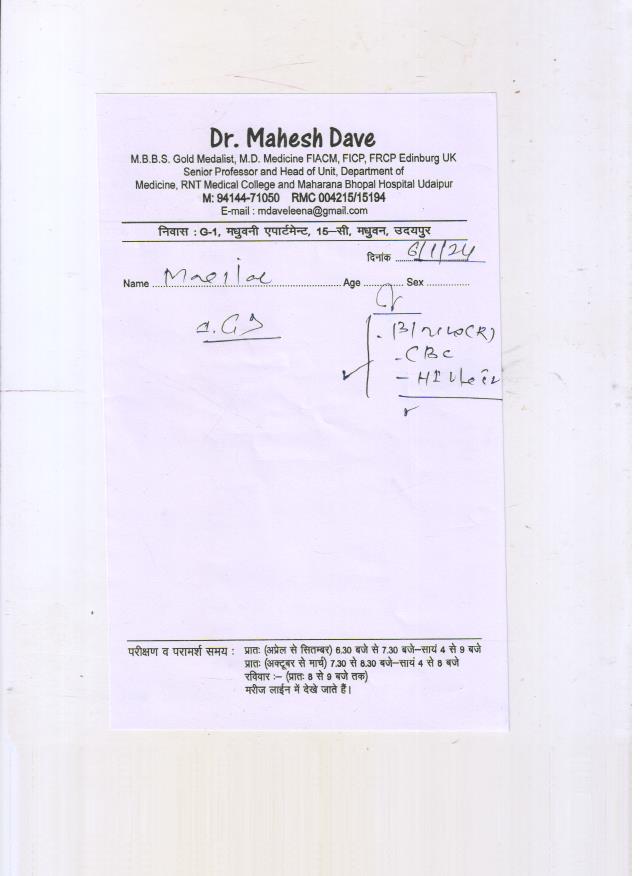 Dr. Mahesh Dave
M.B.B.S. Gold Medalist, M.D. Medicine FIACM, FICP, FRCP Edinburg UK
Senior Professor and Head of Unit, Department of
Medicine, RNT Medical College and Maharana Bhopal Hospital Udaipur
M: 94144-71050 RMC 004215/15194
E-mail : mdaveleena@gmail.com
निवास : G-1, मधुवनी एपार्टमेन्ट, 15–सी, मधुवन, उदयपुर
दिनांक 6/1/24
Name Age Sex
- CBC
परीक्षण व परामर्श समय : प्रातः (अप्रेल से सितम्बर) 6.30 बजे से 7.30 बजे–सायं 4 से 9 बजे
प्रातः (अक्टूबर से मार्च) 7.30 से 8.30 बजे–सायं 4 से 8 बजे
रविवार :– (प्रातः 8 से 9 बजे तक)
मरीज लाईन में देखे जाते हैं।